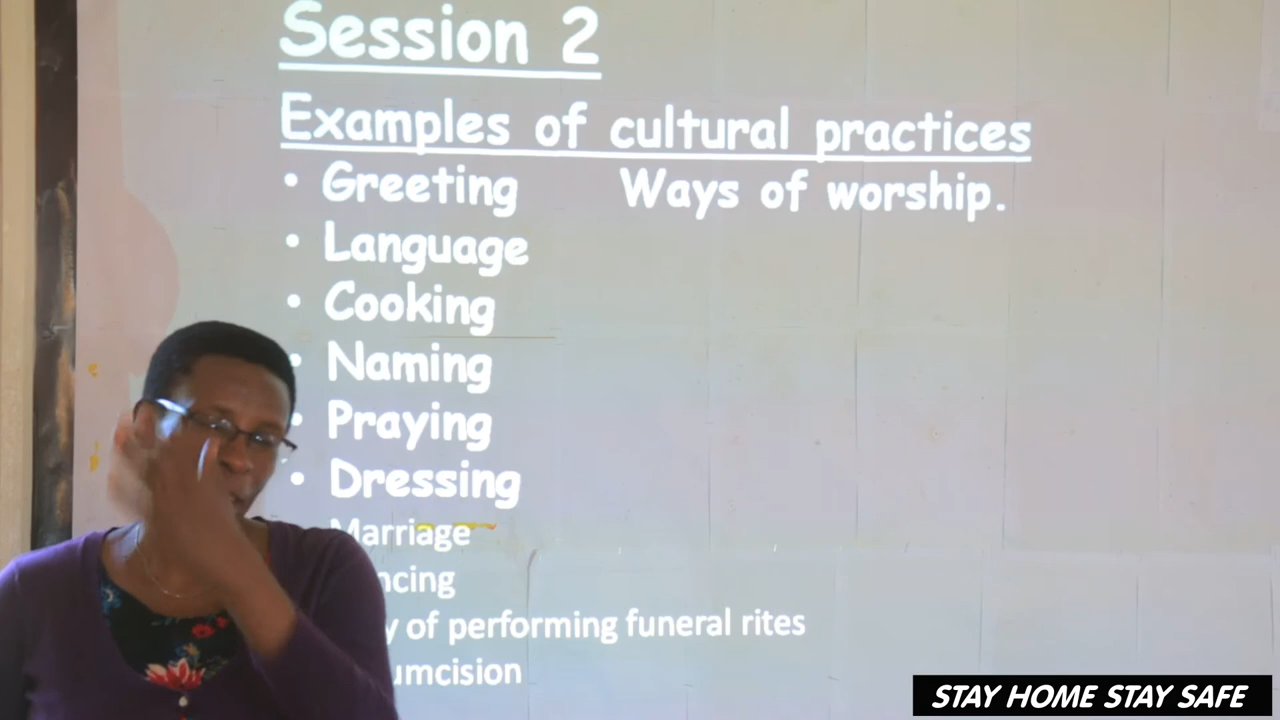 Session 2
Examples of cultural practices
• Greeting Ways of worship.
• Language
• Cooking
• Naming
• Praying
• Dressing
Marriage
ncing
y of performing funeral rites
umcision
STAY HOME STAY SAFE